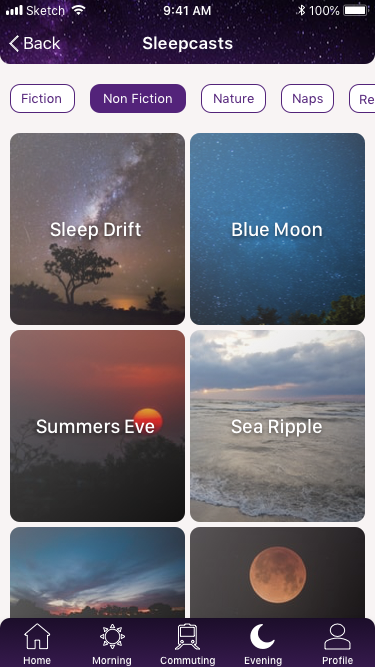 Sketch 9:41 AM 100%
Back Sleepcasts
Fiction Non Fiction Nature Naps Re
Sleep Drift Blue Moon
Summers Eve Sea Ripple
Home Morning Commuting Evening Profile